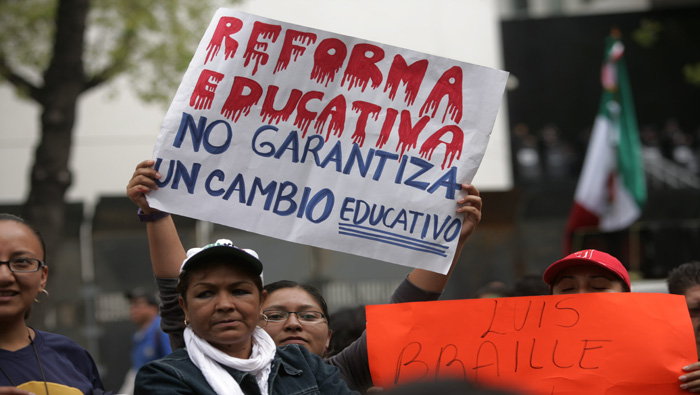 REFORMA
EDUCATIVA
NO GARANTIZA
UN CAMBIO EDUCATIVO
LUIS
BRAILLE